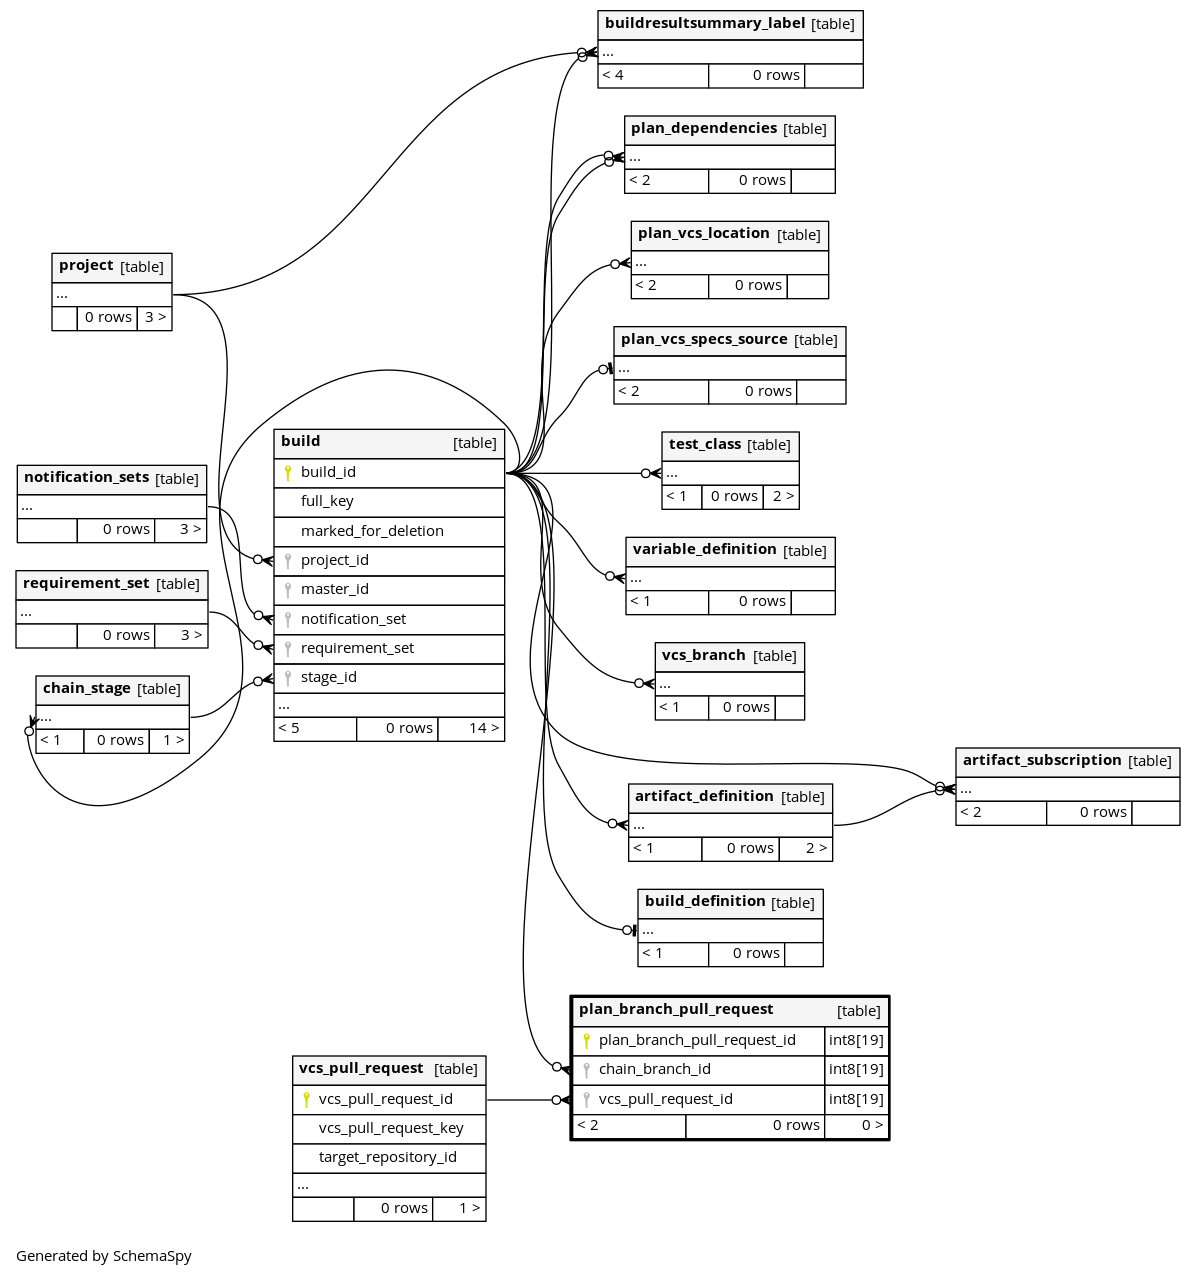 buildresultsummary_label [table]
...
< 4 0 rows
plan_dependencies [table]
...
< 2 0 rows
plan_vcs_location [table]
...
< 2 0 rows
project [table]
...
0 rows 3 >
plan_vcs_specs_source [table]
...
< 2 0 rows
build [table]
build_id
full_key
marked_for_deletion
project_id
master_id
notification_set
requirement_set
stage_id
...
< 5 0 rows 14 >
test_class [table]
...
< 1 0 rows 2 >
notification_sets [table]
...
0 rows 3 >
variable_definition [table]
...
< 1 0 rows
requirement_set [table]
...
0 rows 3 >
vcs_branch [table]
...
< 1 0 rows
chain_stage [table]
...
< 1 0 rows 1 >
artifact_subscription [table]
...
< 2 0 rows
artifact_definition [table]
...
< 1 0 rows 2 >
build_definition [table]
...
< 1 0 rows
plan_branch_pull_request [table]
plan_branch_pull_request_id int8[19]
chain_branch_id int8[19]
vcs_pull_request_id int8[19]
< 2 0 rows 0 >
vcs_pull_request [table]
vcs_pull_request_id
vcs_pull_request_key
target_repository_id
...
0 rows 1 >
Generated by SchemaSpy